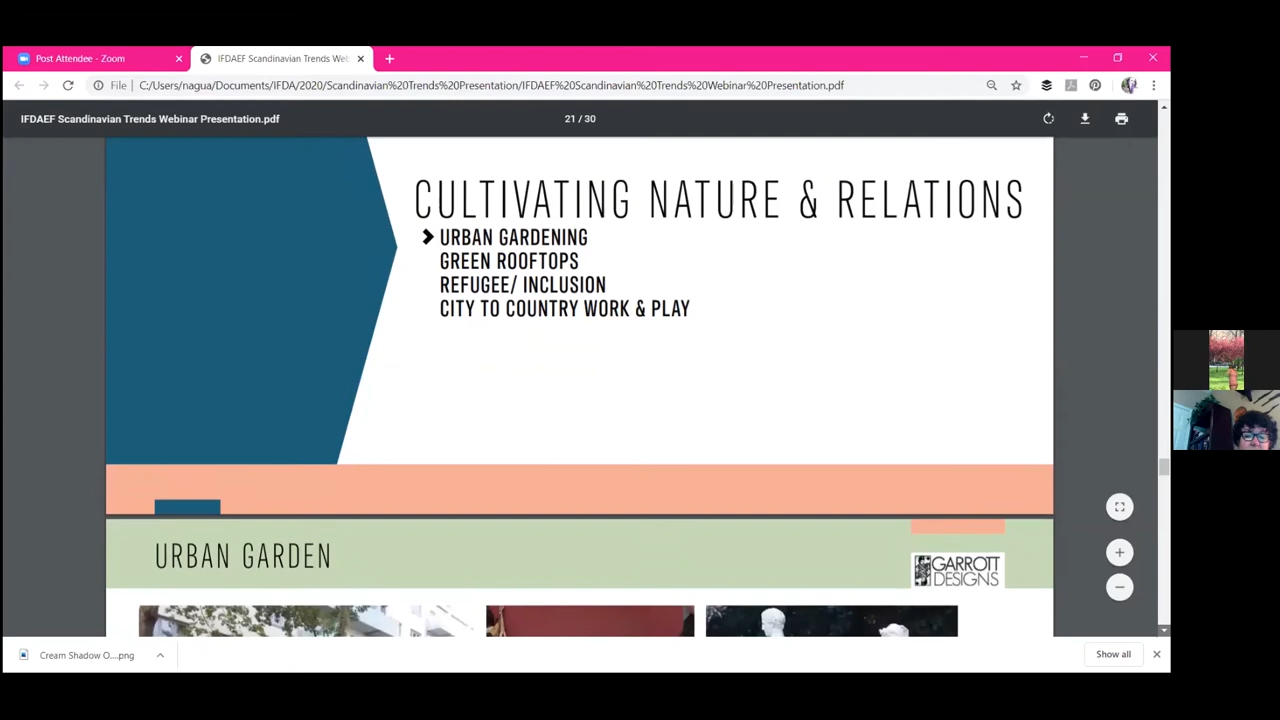 Post Attendee - Zoom
IFDAEF Scandinavian Trends Web
File
C:/Users/nagua/Documents/IFDA/2020/Scandinavian%20Trends%20Presentation/IFDAEF%20Scandinavian%20Trends%20Webinar%20Presentation.pdf
IFDAEF Scandinavian Trends Webinar Presentation.pdf
21 / 30
CULTIVATING NATURE & RELATIONS
URBAN GARDENING
GREEN ROOFTOPS
REFUGEE/ INCLUSION
CITY TO COUNTRY WORK & PLAY
URBAN GARDEN
GARROTT
DESIGNS
Cream Shadow O....png
Show all